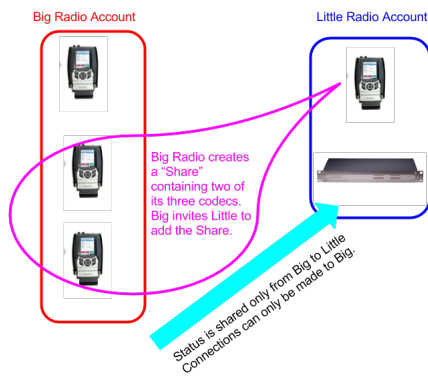 Big Radio Account
Little Radio Account
Big Radio creates
a “Share”
containing two of
its three codecs.
Big invites Little to
add the Share.
Status is shared only from Big to Little
Connections can only be made to Big.